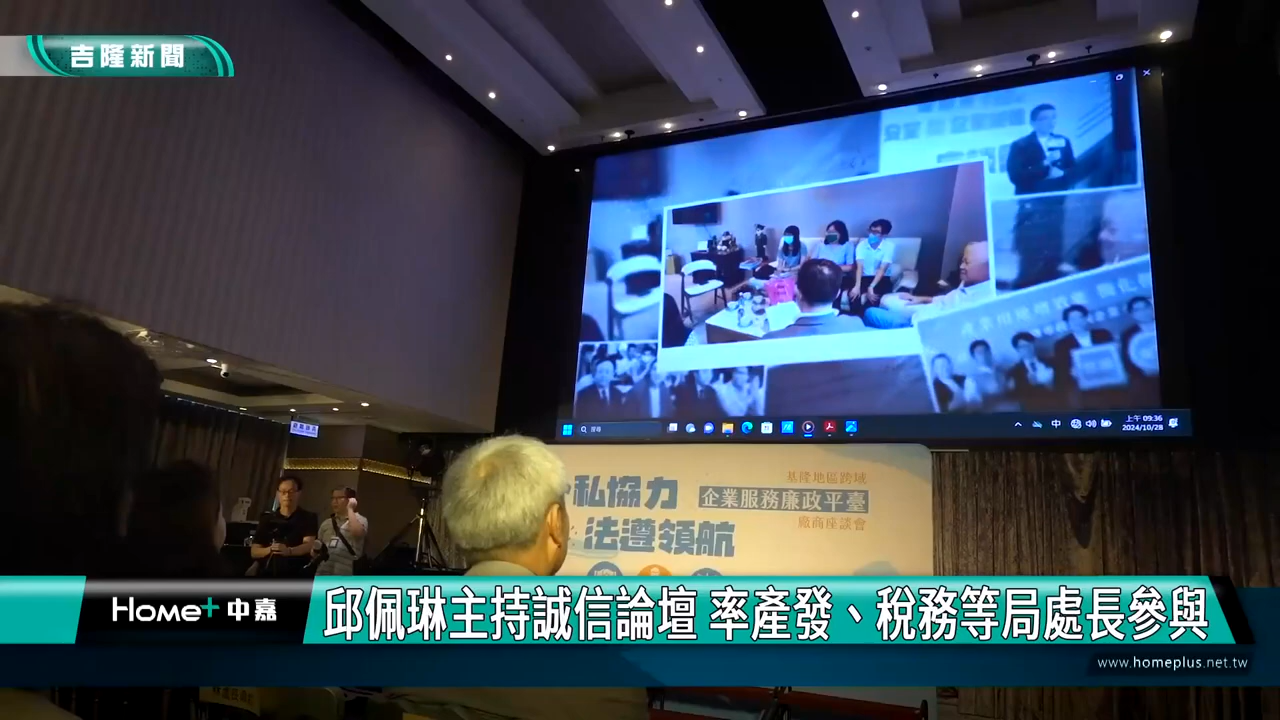 吉隆新聞
搜尋
中
上午 09:36
2024/10/28
私協力
法遵領航
基隆地區跨域
企業服務廉政平臺
廠商座談會
Home+ 中嘉
邱佩琳主持誠信論壇 率產發、稅務等局處長參與
www.homeplus.net.tw